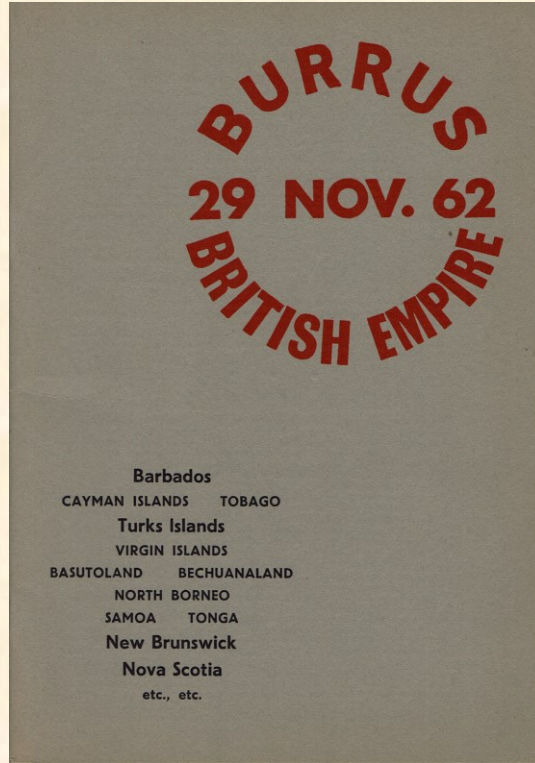 BURRUS
29 NOV. 62
BRITISH EMPIRE
Barbados
CAYMAN ISLANDS TOBAGO
Turks Islands
VIRGIN ISLANDS
BASUTOLAND BECHUANALAND
NORTH BORNEO
SAMOA TONGA
New Brunswick
Nova Scotia
etc., etc.